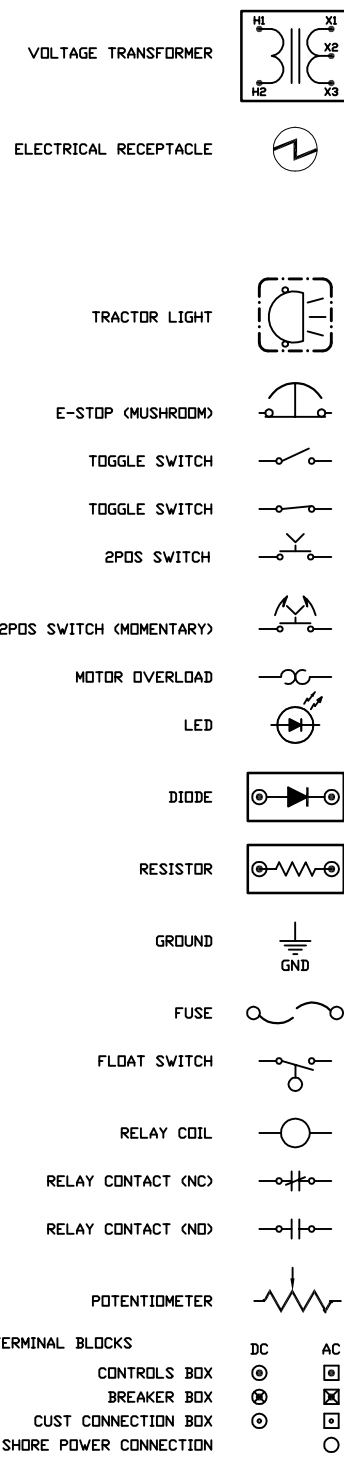 H1 X1
VOLTAGE TRANSFORMER X2
H2 X3
ELECTRICAL RECEPTACLE
TRACTOR LIGHT
E-STOP (MUSHROOM)
TOGGLE SWITCH
TOGGLE SWITCH
2POS SWITCH
2POS SWITCH (MOMENTARY)
MOTOR OVERLOAD
LED
DIODE
RESISTOR
GROUND
GND
FUSE
FLOAT SWITCH
RELAY COIL
RELAY CONTACT (NC)
RELAY CONTACT (NO)
POTENTIOMETER
TERMINAL BLOCKS DC AC
CONTROLS BOX
BREAKER BOX
CUST CONNECTION BOX
SHORE POWER CONNECTION